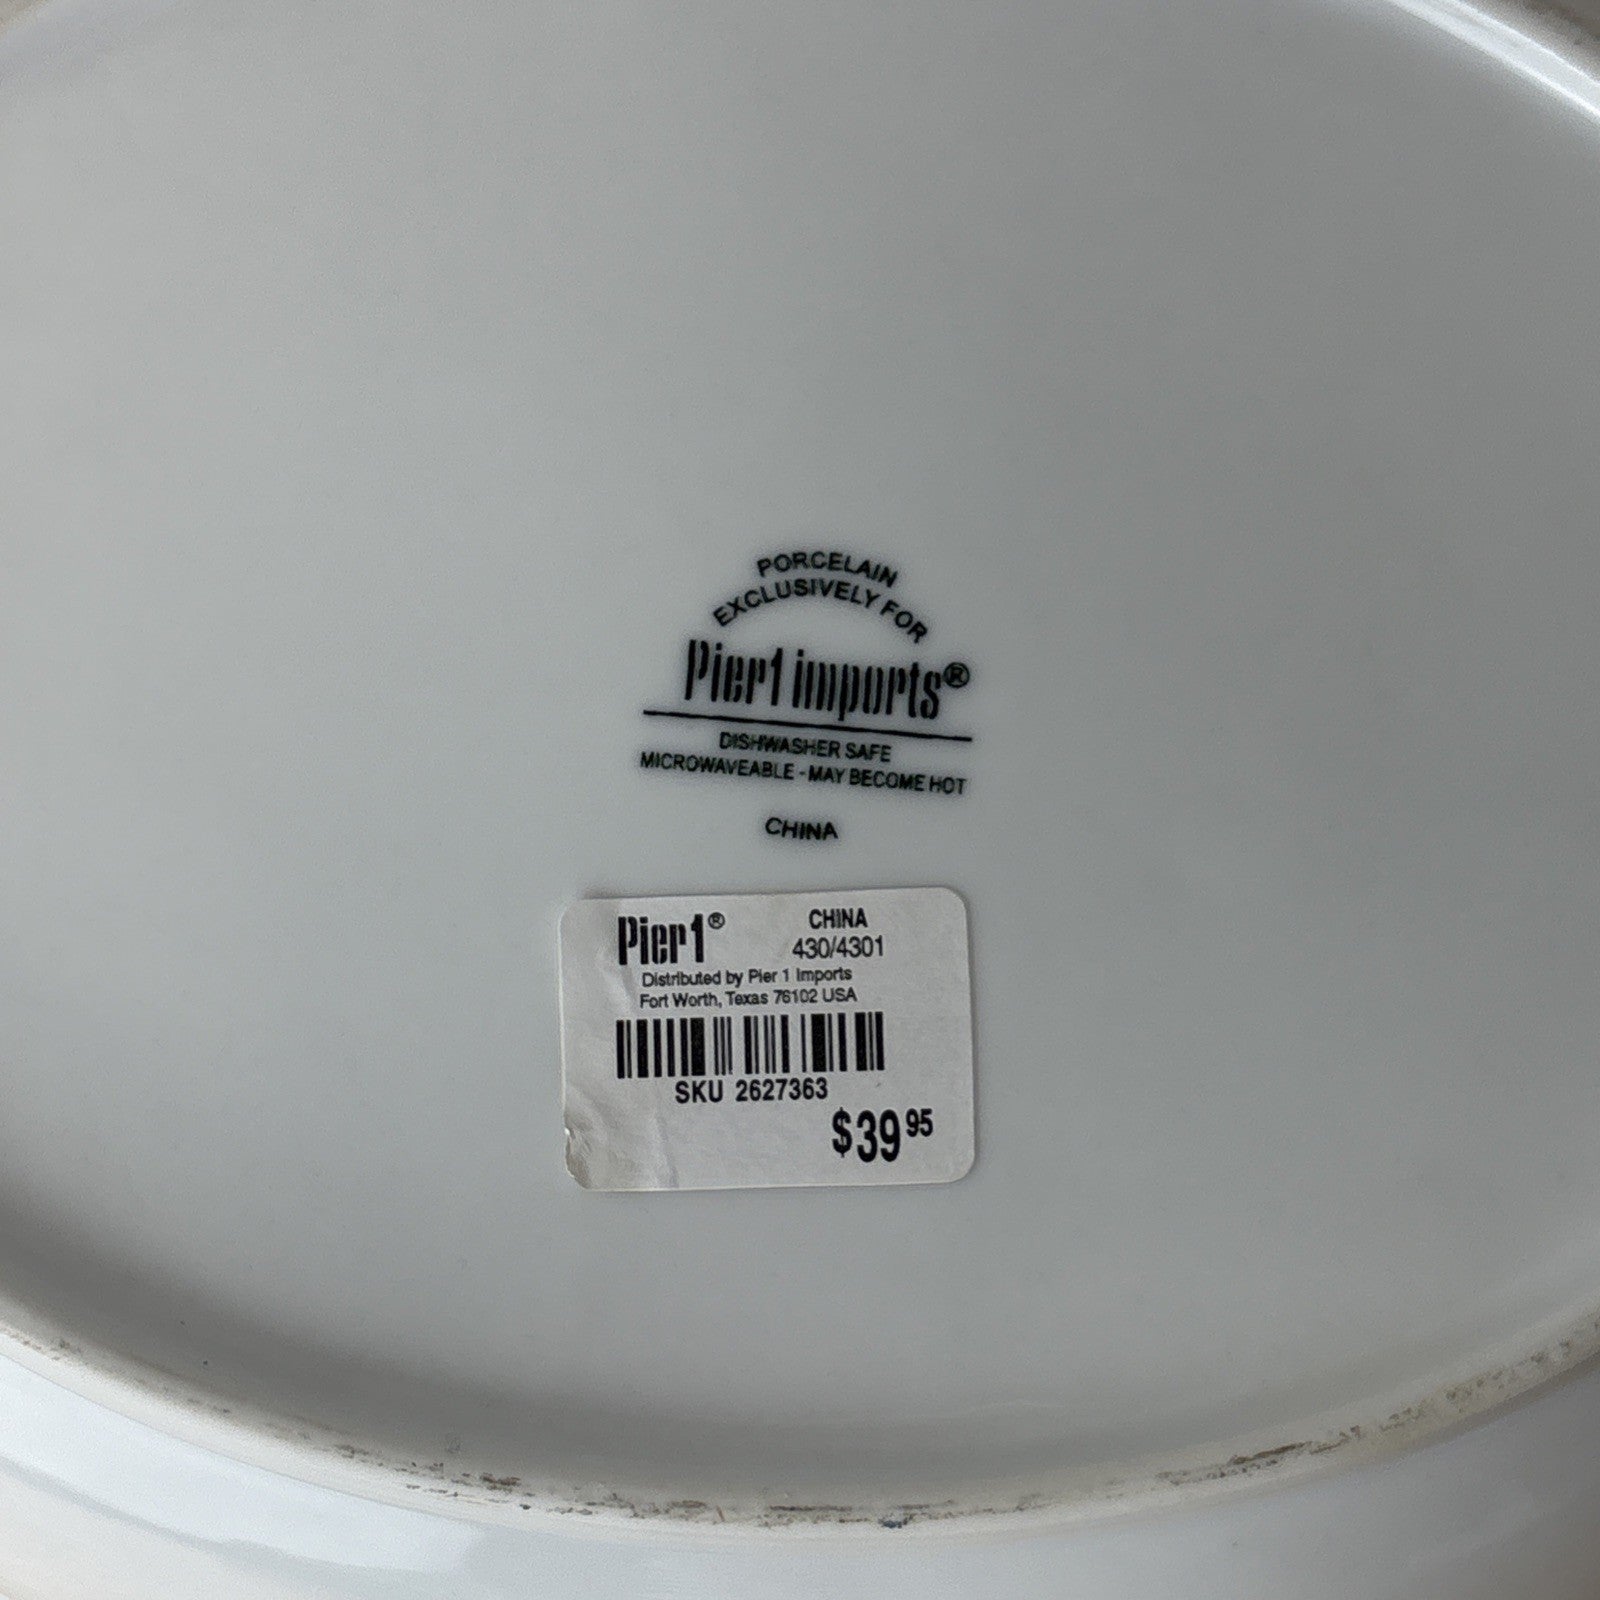 PORCELAIN
EXCLUSIVELY FOR
Pier1 imports®
DISHWASHER SAFE
MICROWAVEABLE - MAY BECOME HOT
CHINA
Pier1® CHINA
430/4301
Distributed by Pier 1 Imports
Fort Worth, Texas 76102 USA
SKU 2627363
$39 95